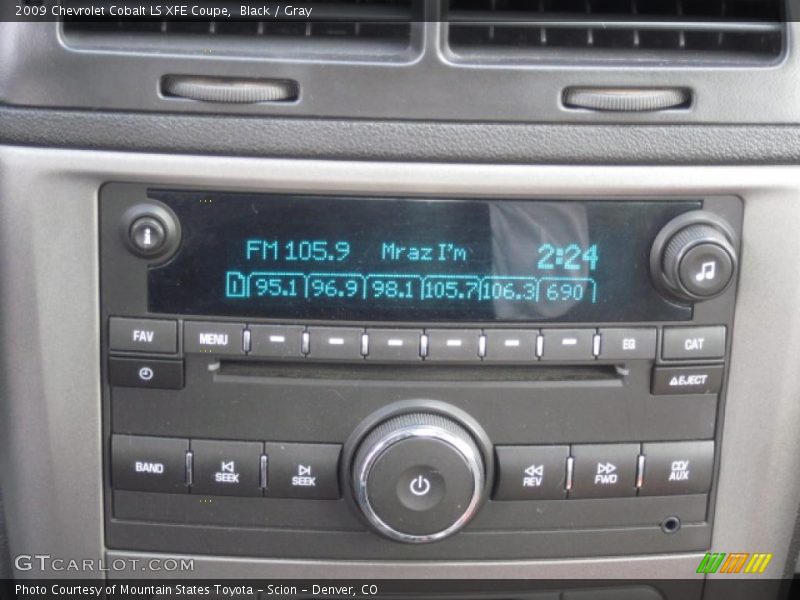 2009 Chevrolet Cobalt LS XFE Coupe, Black / Gray
i
FM 105.9 Mraz I'm 2:24
1 95.1 96.9 98.1 105.7 106.3 690
FAV MENU EQ CAT
EJECT
BAND SEEK SEEK REV FWD CD/AUX
GTCARLOT.COM
Photo Courtesy of Mountain States Toyota - Scion - Denver, CO